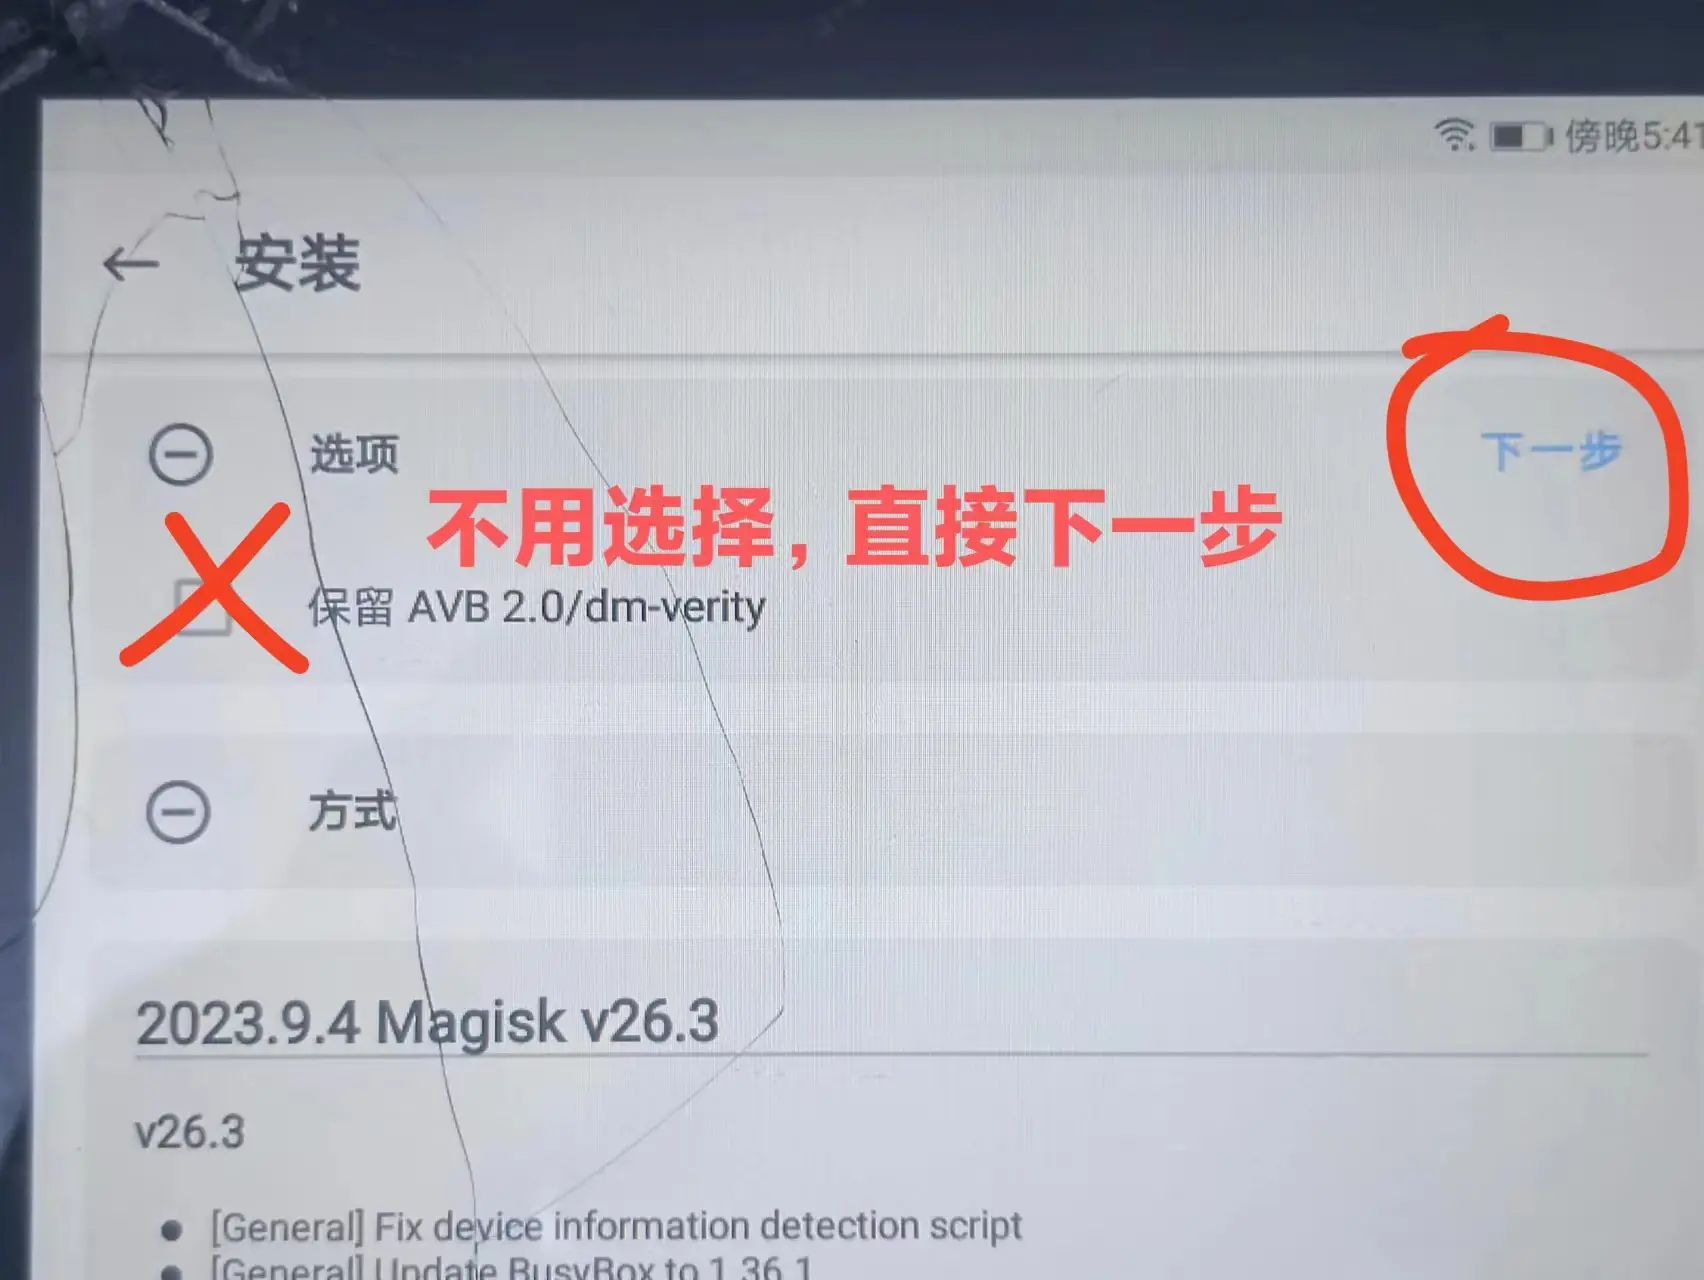 傍晚5:41
安装
选项
下一步
不用选择，直接下一步
保留 AVB 2.0/dm-verity
方式
2023.9.4 Magisk v26.3
v26.3
[General] Fix device information detection script
[General] Update BusyBox to 1.36.1